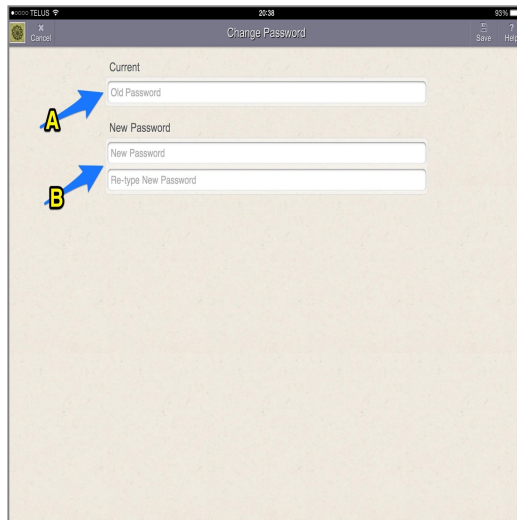 TELUS 20:38 93%
Cancel Change Password Save Help
Current
Old Password
A
New Password
New Password
B
Re-type New Password